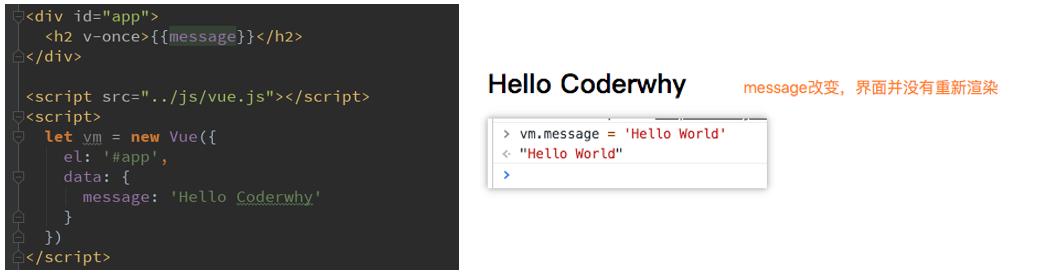 <div id="app">
  <h2 v-once>{{message}}</h2>
</div>

<script src="../js/vue.js"></script>
<script>
  let vm = new Vue({
    el: '#app',
    data: {
      message: 'Hello Coderwhy'
    }
  })
</script>
Hello Coderwhy
message改变，界面并没有重新渲染
> vm.message = 'Hello World'
"Hello World"
>